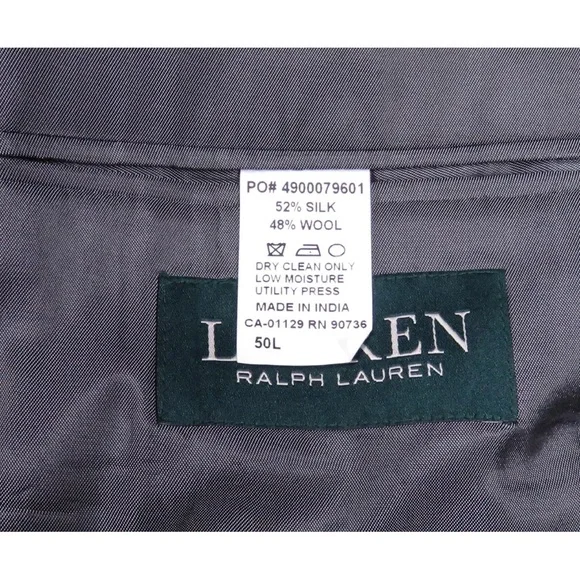 PO# 4900079601
52% SILK
48% WOOL
DRY CLEAN ONLY
LOW MOISTURE
UTILITY PRESS
MADE IN INDIA
CA-01129 RN 90736
50L
RALPH LAUREN